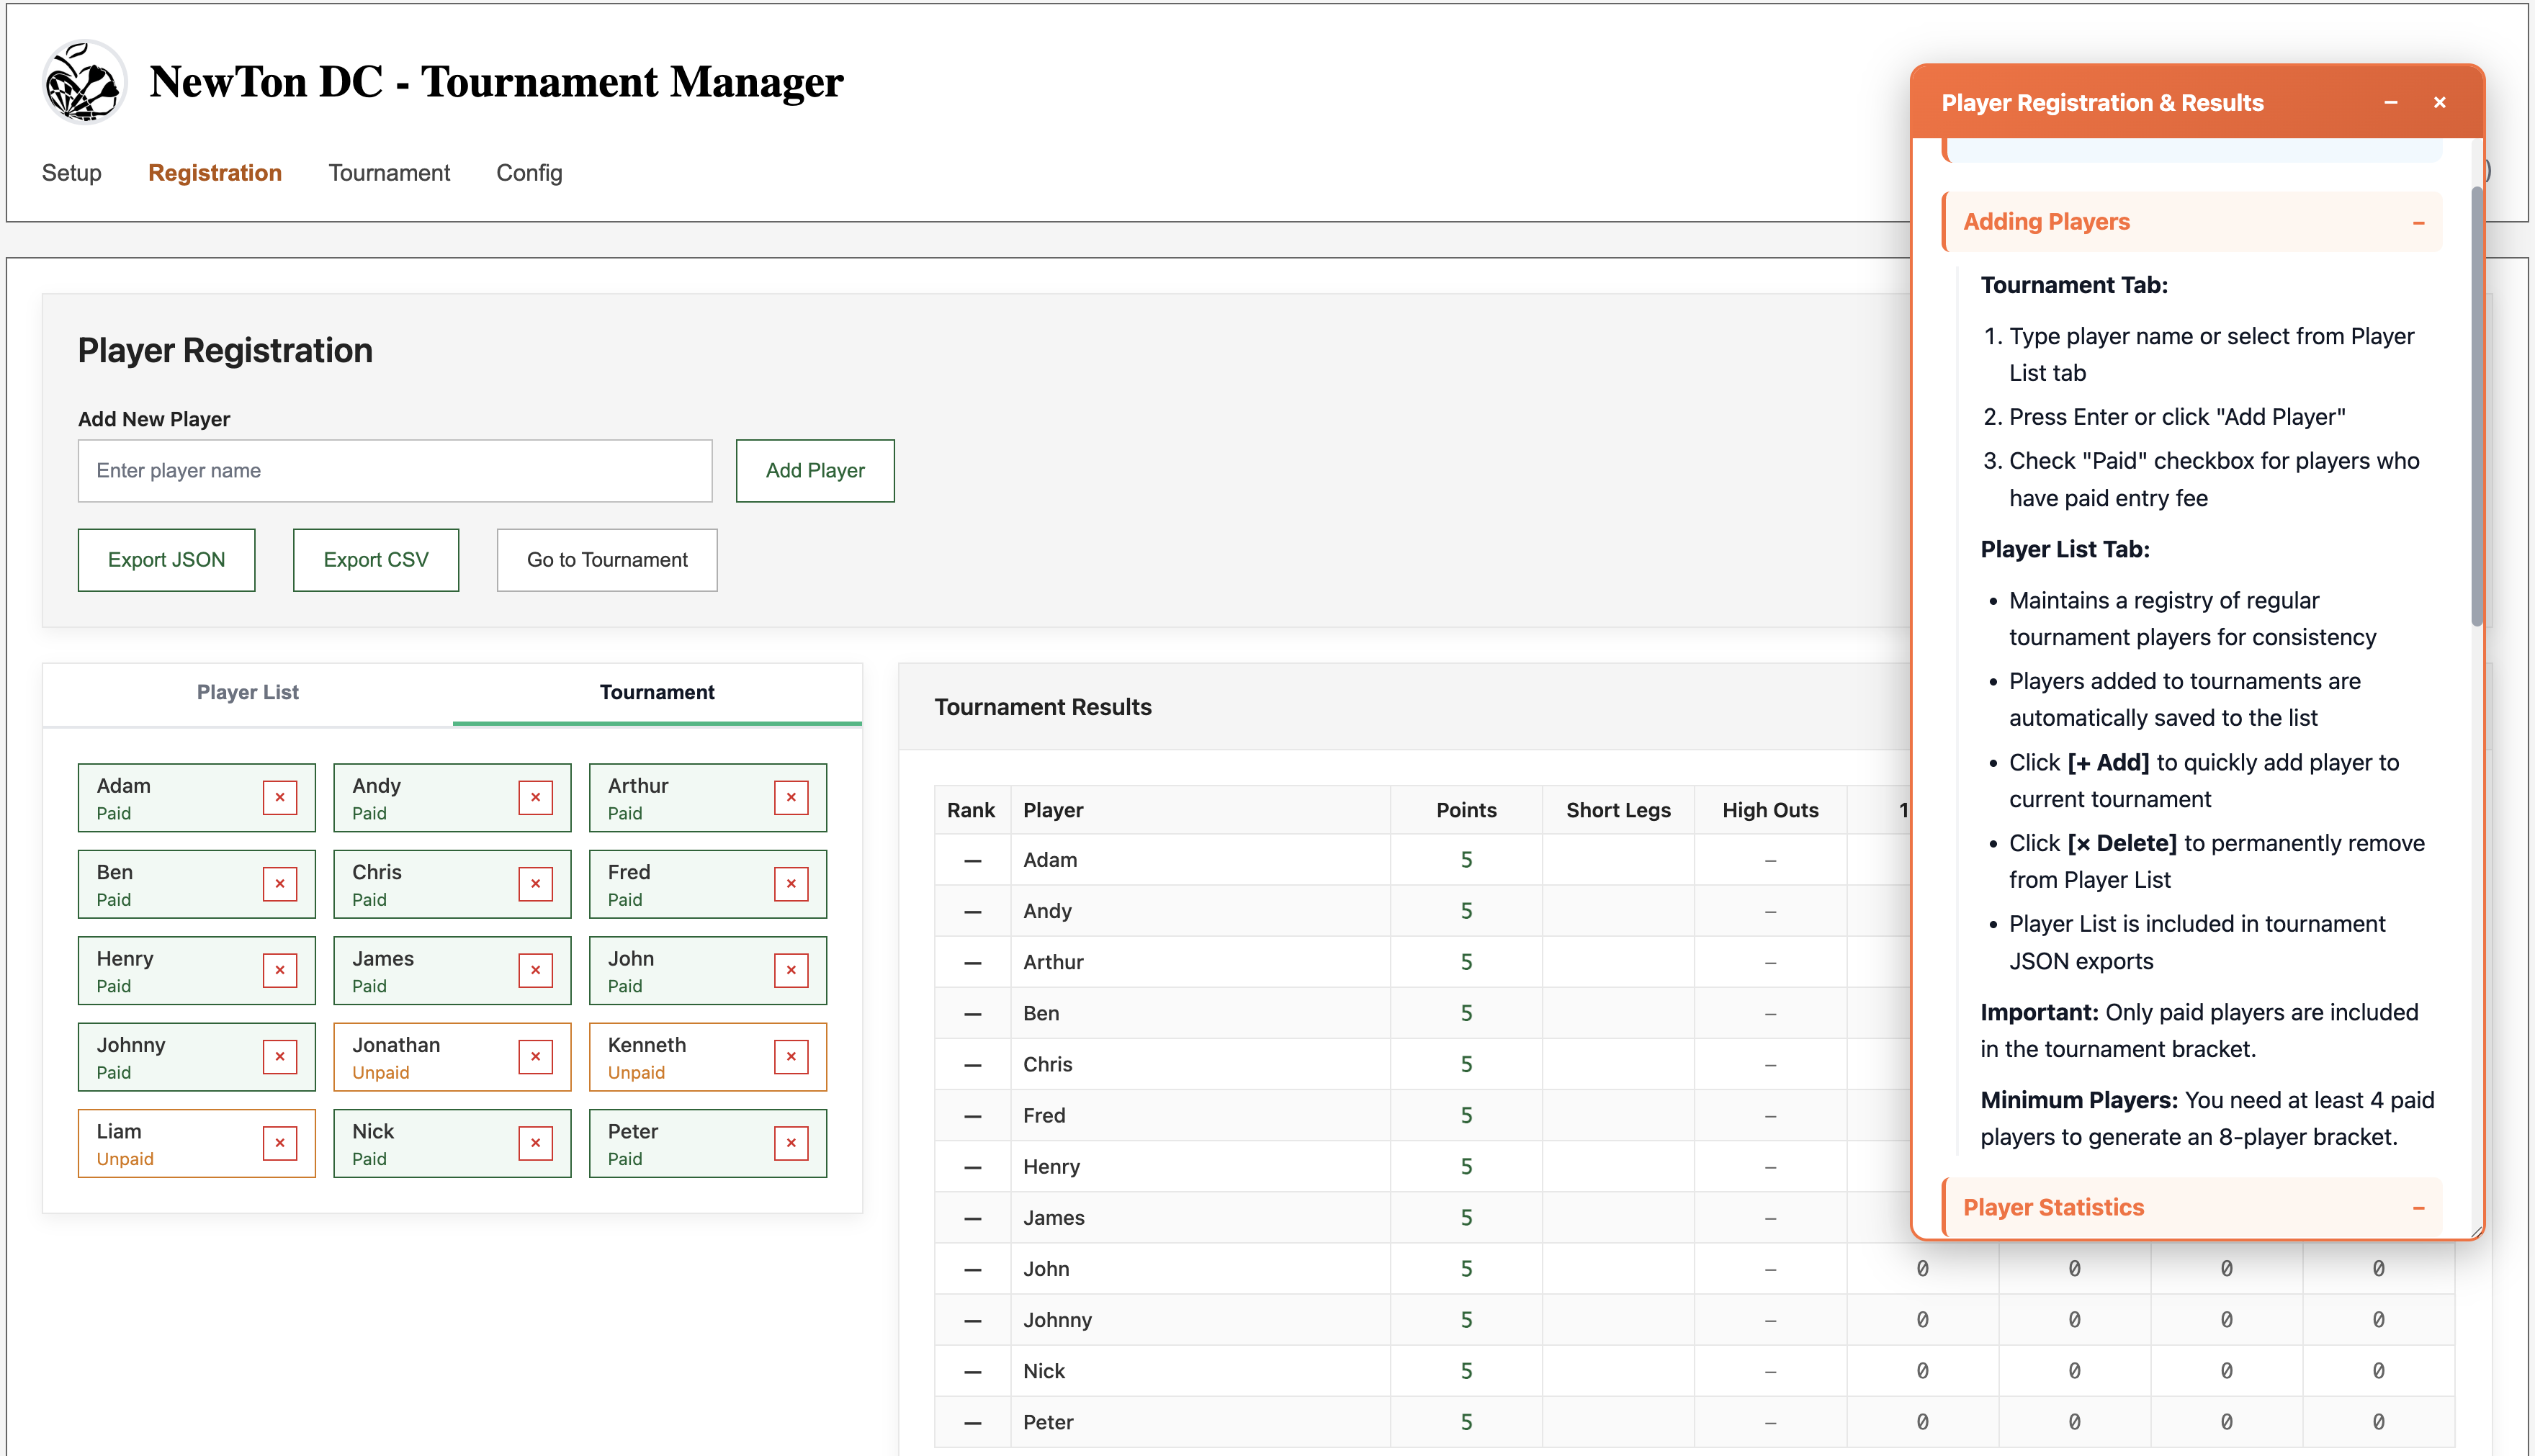 NewTon DC - Tournament Manager
Setup
Registration
Tournament
Config
)
Player Registration
Add New Player
Enter player name
Add Player
Export JSON
Export CSV
Go to Tournament
Player List
Tournament
Adam
Paid
×
Andy
Paid
×
Arthur
Paid
×
Ben
Paid
×
Chris
Paid
×
Fred
Paid
×
Henry
Paid
×
James
Paid
×
John
Paid
×
Johnny
Paid
×
Jonathan
Unpaid
×
Kenneth
Unpaid
×
Liam
Unpaid
×
Nick
Paid
×
Peter
Paid
×
Tournament Results
Rank Player Points Short Legs High Outs 1
— Adam 5 –
— Andy 5 –
— Arthur 5 –
— Ben 5 –
— Chris 5 –
— Fred 5 –
— Henry 5 –
— James 5 –
— John 5 – 0 0 0 0
— Johnny 5 – 0 0 0 0
— Nick 5 – 0 0 0 0
— Peter 5 – 0 0 0 0
Player Registration & Results − ×
Adding Players −
Tournament Tab:
1. Type player name or select from Player
List tab
2. Press Enter or click "Add Player"
3. Check "Paid" checkbox for players who
have paid entry fee
Player List Tab:
• Maintains a registry of regular
tournament players for consistency
• Players added to tournaments are
automatically saved to the list
• Click [+ Add] to quickly add player to
current tournament
• Click [× Delete] to permanently remove
from Player List
• Player List is included in tournament
JSON exports
Important: Only paid players are included
in the tournament bracket.
Minimum Players: You need at least 4 paid
players to generate an 8-player bracket.
Player Statistics −